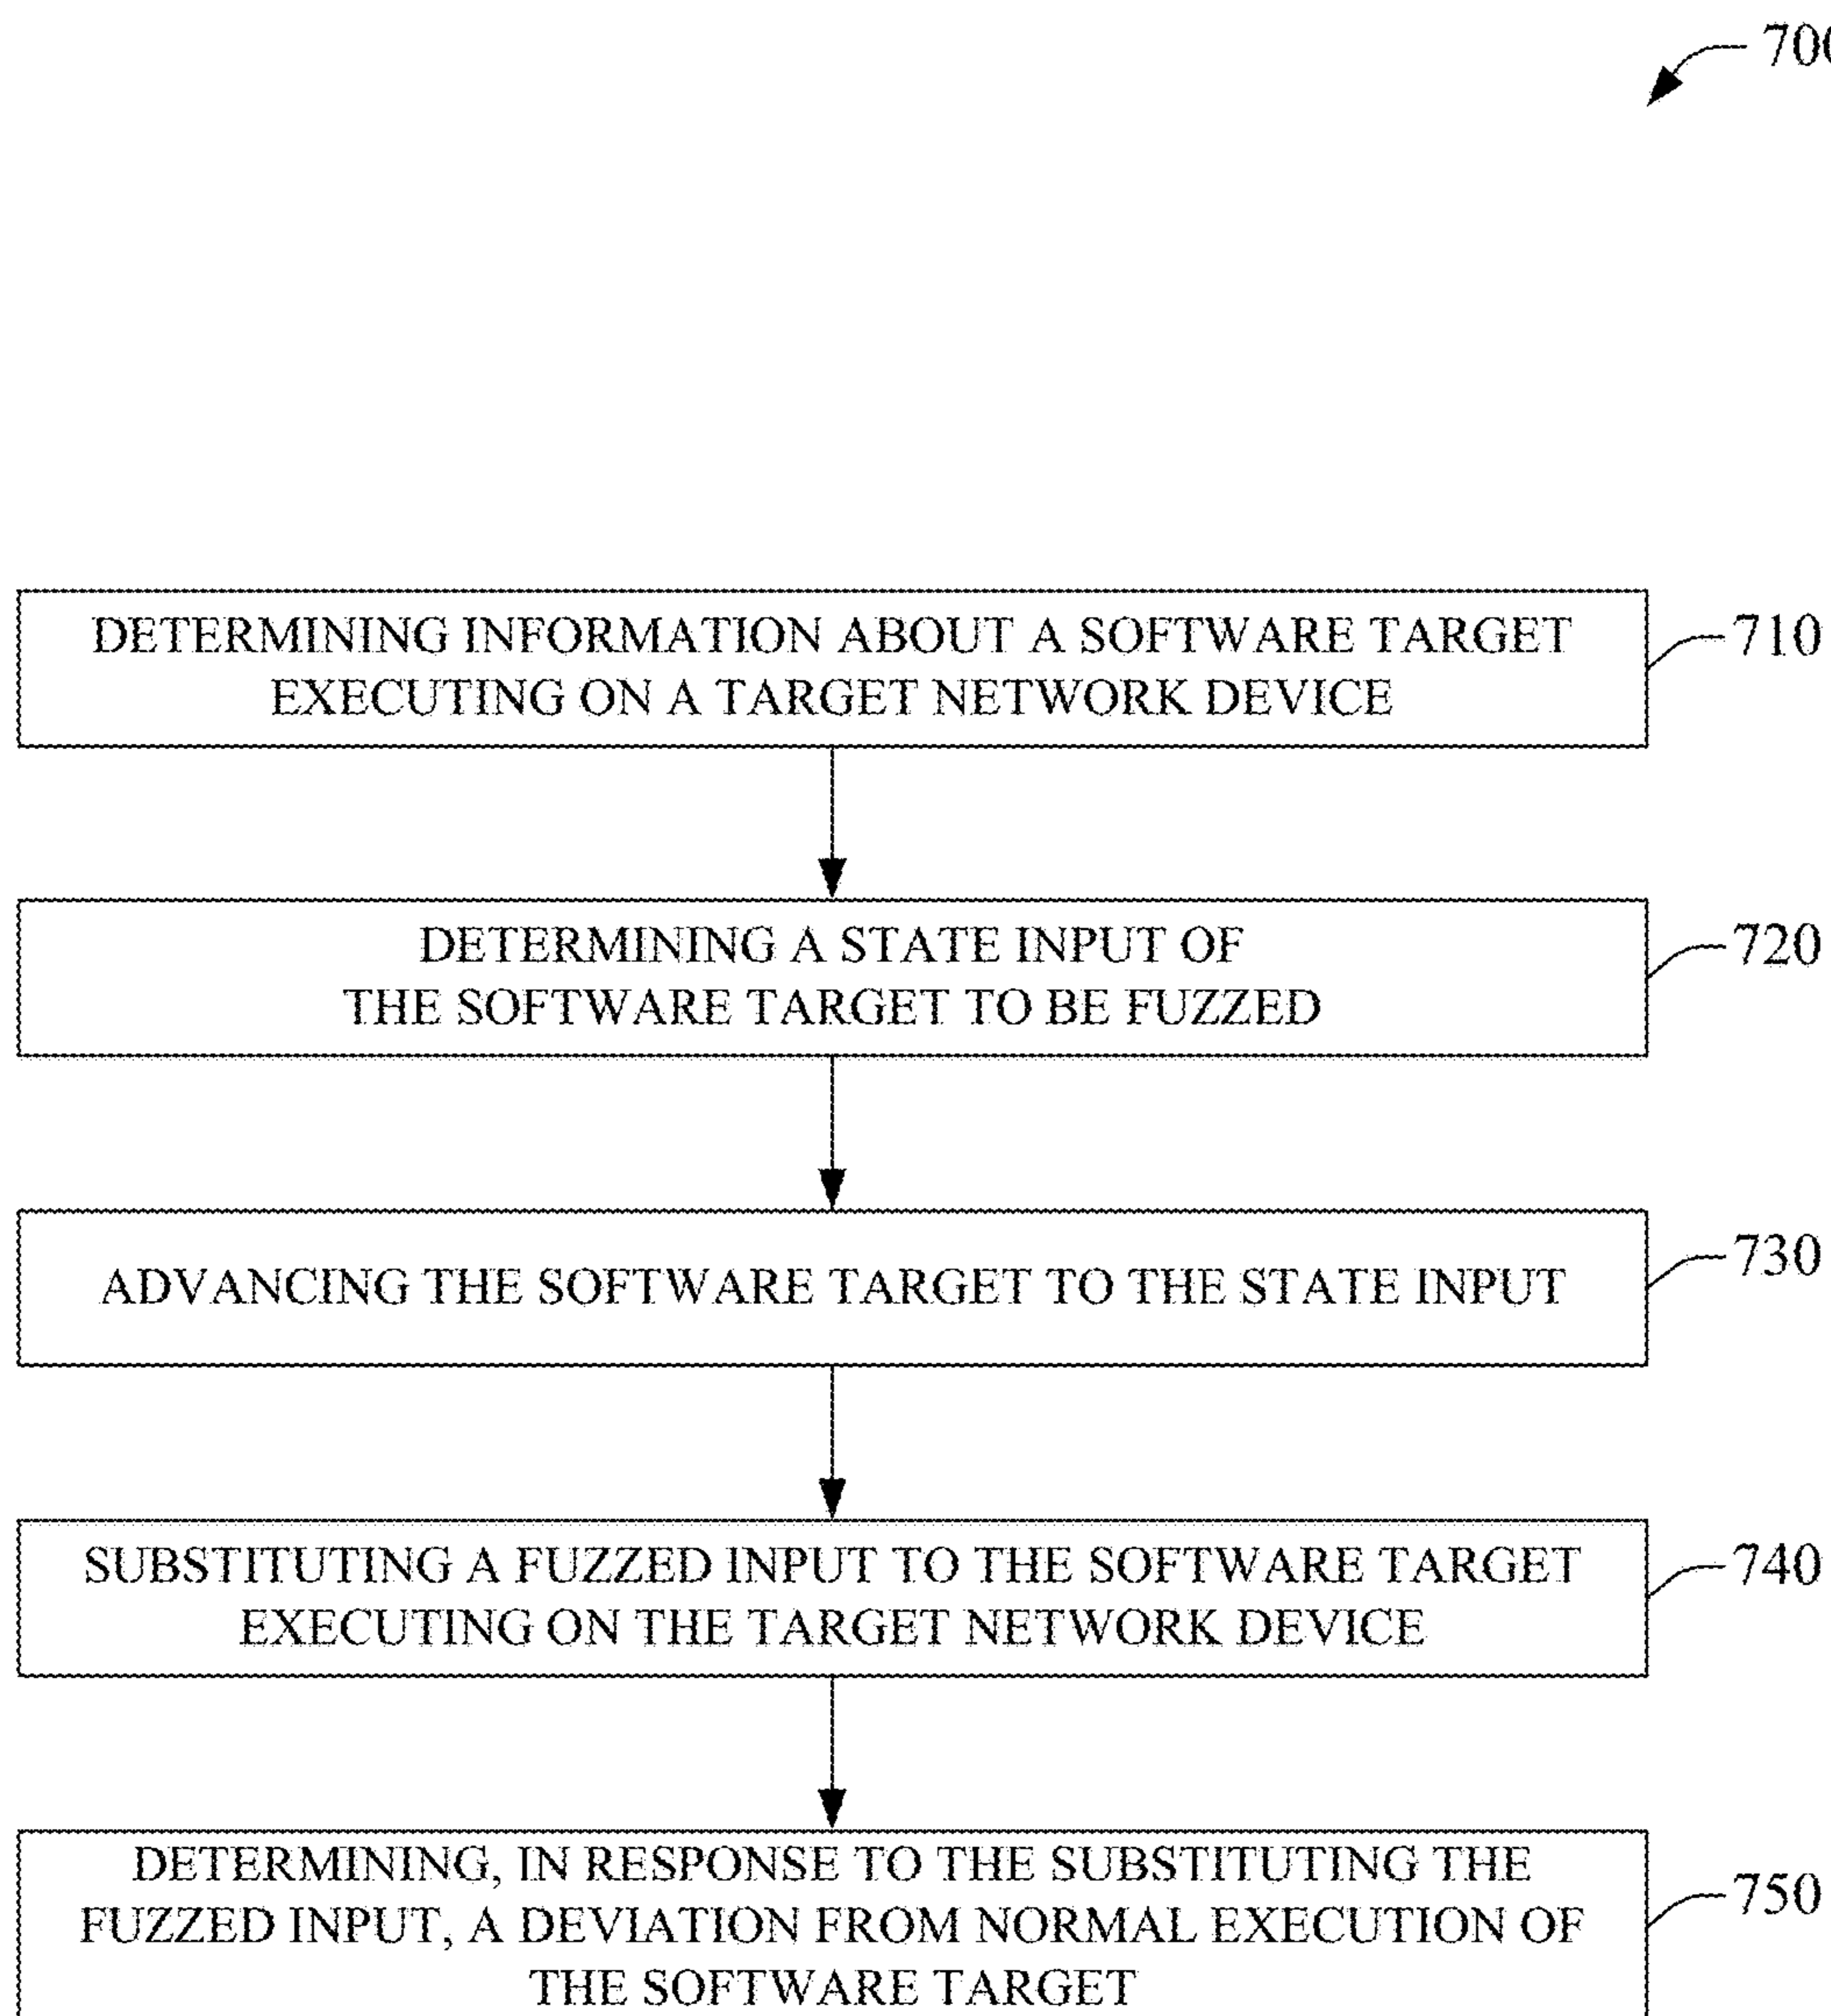 700
DETERMINING INFORMATION ABOUT A SOFTWARE TARGET
EXECUTING ON A TARGET NETWORK DEVICE
710
DETERMINING A STATE INPUT OF
THE SOFTWARE TARGET TO BE FUZZED
720
ADVANCING THE SOFTWARE TARGET TO THE STATE INPUT
730
SUBSTITUTING A FUZZED INPUT TO THE SOFTWARE TARGET
EXECUTING ON THE TARGET NETWORK DEVICE
740
DETERMINING, IN RESPONSE TO THE SUBSTITUTING THE
FUZZED INPUT, A DEVIATION FROM NORMAL EXECUTION OF
THE SOFTWARE TARGET
750